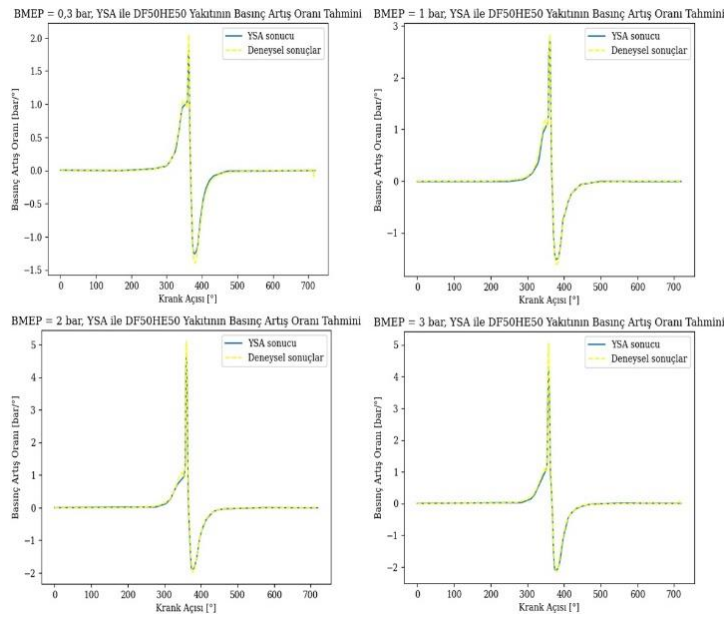 BMEP = 0,3 bar, YSA ile DF50HE50 Yakıtının Basınç Artış Oranı Tahmini
YSA sonucu
Deneysel sonuçlar
Basınç Artış Oranı [bar/°]
2.0
1.5
1.0
0.5
0.0
−0.5
−1.0
−1.5
0 100 200 300 400 500 600 700
Krank Açısı [°]
BMEP = 1 bar, YSA ile DF50HE50 Yakıtının Basınç Artış Oranı Tahmini
YSA sonucu
Deneysel sonuçlar
Basınç Artış Oranı [bar/°]
3
2
1
0
−1
0 100 200 300 400 500 600 700
Krank Açısı [°]
BMEP = 2 bar, YSA ile DF50HE50 Yakıtının Basınç Artış Oranı Tahmini
YSA sonucu
Deneysel sonuçlar
Basınç Artış Oranı [bar/°]
5
4
3
2
1
0
−1
−2
0 100 200 300 400 500 600 700
Krank Açısı [°]
BMEP = 3 bar, YSA ile DF50HE50 Yakıtının Basınç Artış Oranı Tahmini
YSA sonucu
Deneysel sonuçlar
Basınç Artış Oranı [bar/°]
5
4
3
2
1
0
−1
−2
0 100 200 300 400 500 600 700
Krank Açısı [°]